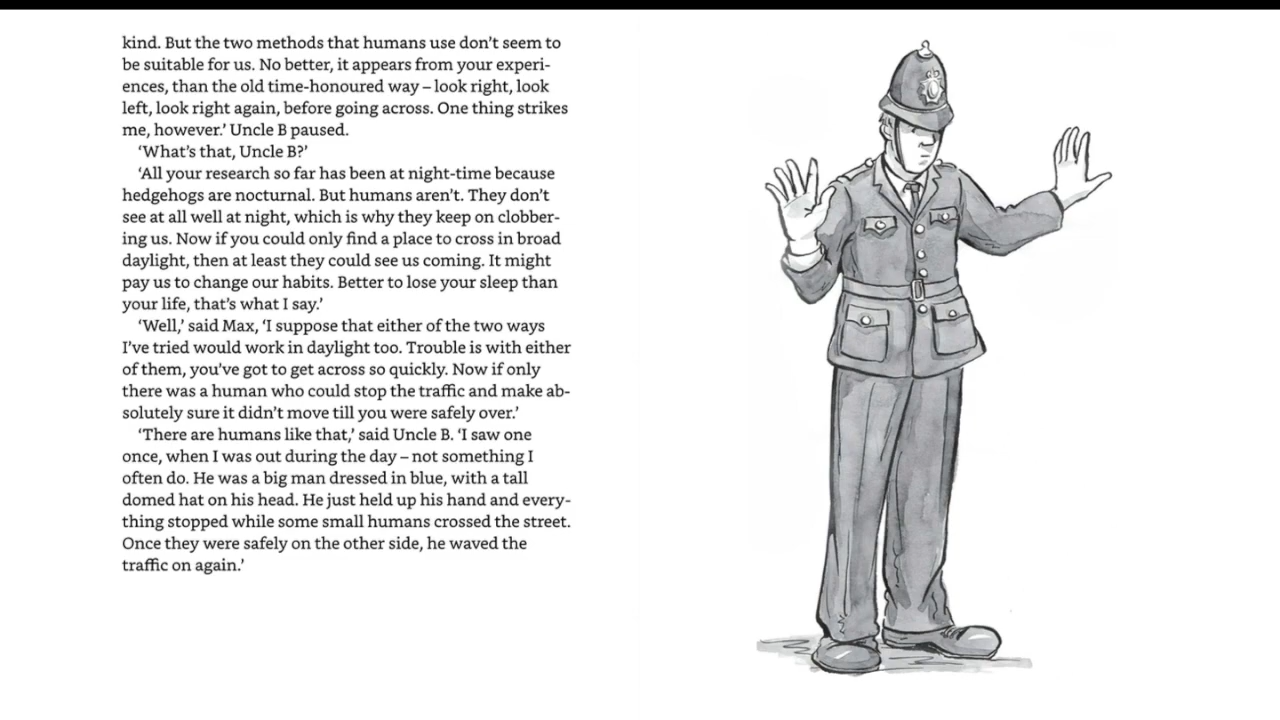 kind. But the two methods that humans use don’t seem to
be suitable for us. No better, it appears from your experi-
ences, than the old time-honoured way – look right, look
left, look right again, before going across. One thing strikes
me, however.’ Uncle B paused.
‘What’s that, Uncle B?’
‘All your research so far has been at night-time because
hedgehogs are nocturnal. But humans aren’t. They don’t
see at all well at night, which is why they keep on clobber-
ing us. Now if you could only find a place to cross in broad
daylight, then at least they could see us coming. It might
pay us to change our habits. Better to lose your sleep than
your life, that’s what I say.’
‘Well,’ said Max, ‘I suppose that either of the two ways
I’ve tried would work in daylight too. Trouble is with either
of them, you’ve got to get across so quickly. Now if only
there was a human who could stop the traffic and make ab-
solutely sure it didn’t move till you were safely over.’
‘There are humans like that,’ said Uncle B. ‘I saw one
once, when I was out during the day – not something I
often do. He was a big man dressed in blue, with a tall
domed hat on his head. He just held up his hand and every-
thing stopped while some small humans crossed the street.
Once they were safely on the other side, he waved the
traffic on again.’